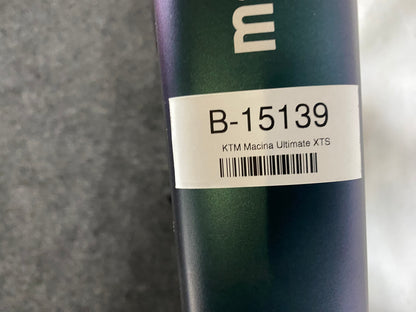 m
B-15139
KTM Macina Ultimate XTS